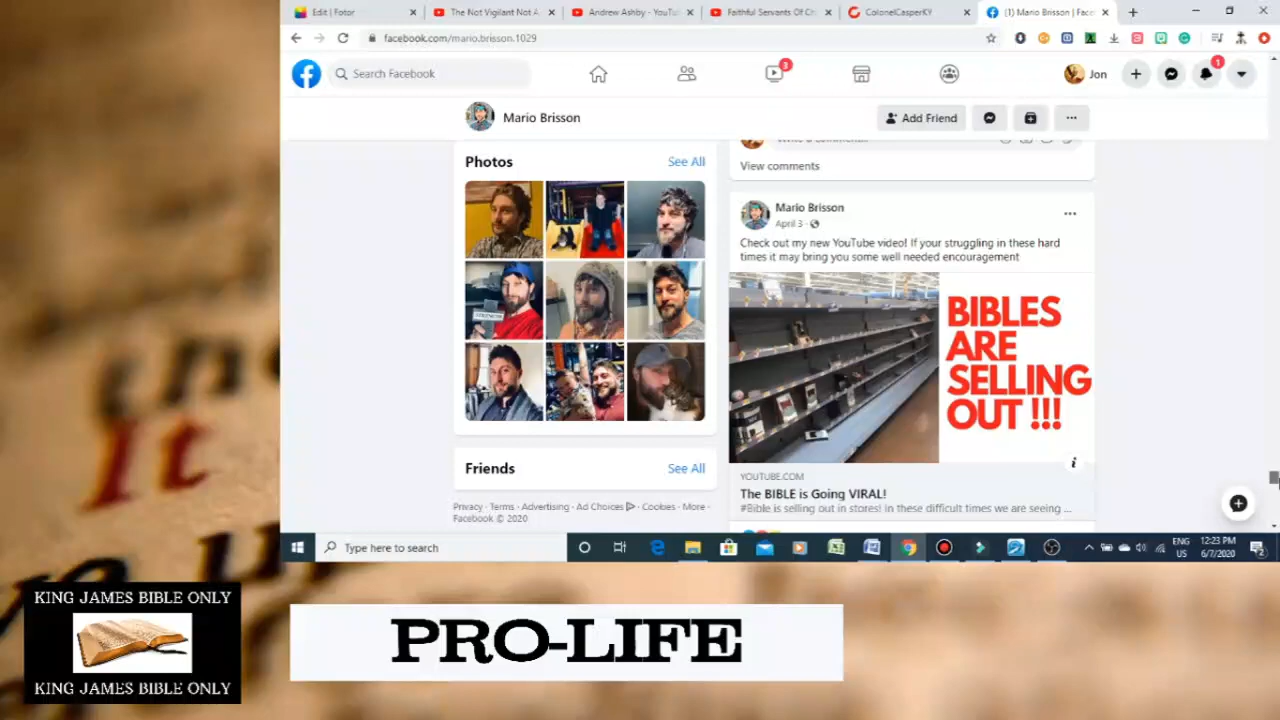 Edit | Fotor
The Not Vigilant Not A
Andrew Ashby - YouTu
Faithful Servants Of Ch
ColonelCasperKY
(1) Mario Brisson | Face
facebook.com/mario.brisson.1029
Search Facebook
3
Jon
1
Mario Brisson
Add Friend
Photos
See All
View comments
Mario Brisson
April 3 ·
Check out my new YouTube video! If your struggling in these hard
times it may bring you some well needed encouragement
BIBLES
ARE
SELLING
OUT !!!
YOUTUBE.COM
The BIBLE is Going VIRAL!
#Bible is selling out in stores! In these difficult times we are seeing ...
Friends
See All
Privacy · Terms · Advertising · Ad Choices · Cookies · More ·
Facebook © 2020
Type here to search
ENG
US
12:23 PM
6/7/2020
2
the
It
KING JAMES BIBLE ONLY
KING JAMES BIBLE ONLY
PRO-LIFE